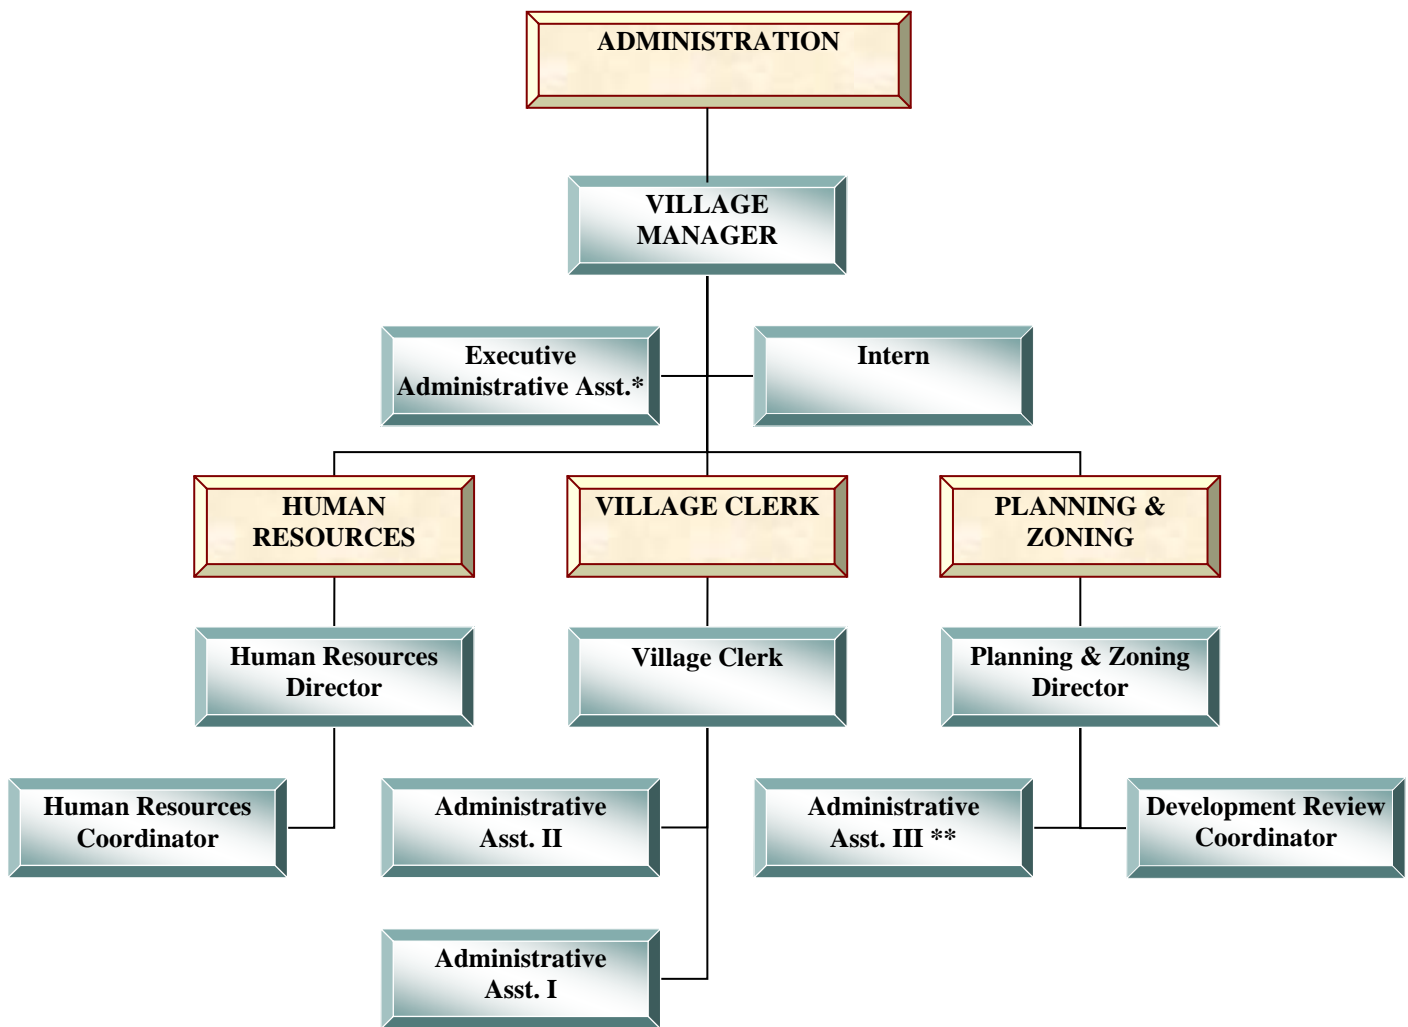 ADMINISTRATION
VILLAGE
MANAGER
Executive
Administrative Asst.*
Intern
HUMAN
RESOURCES
VILLAGE CLERK
PLANNING &
ZONING
Human Resources
Director
Village Clerk
Planning & Zoning
Director
Human Resources
Coordinator
Administrative
Asst. II
Administrative
Asst. III **
Development Review
Coordinator
Administrative
Asst. I